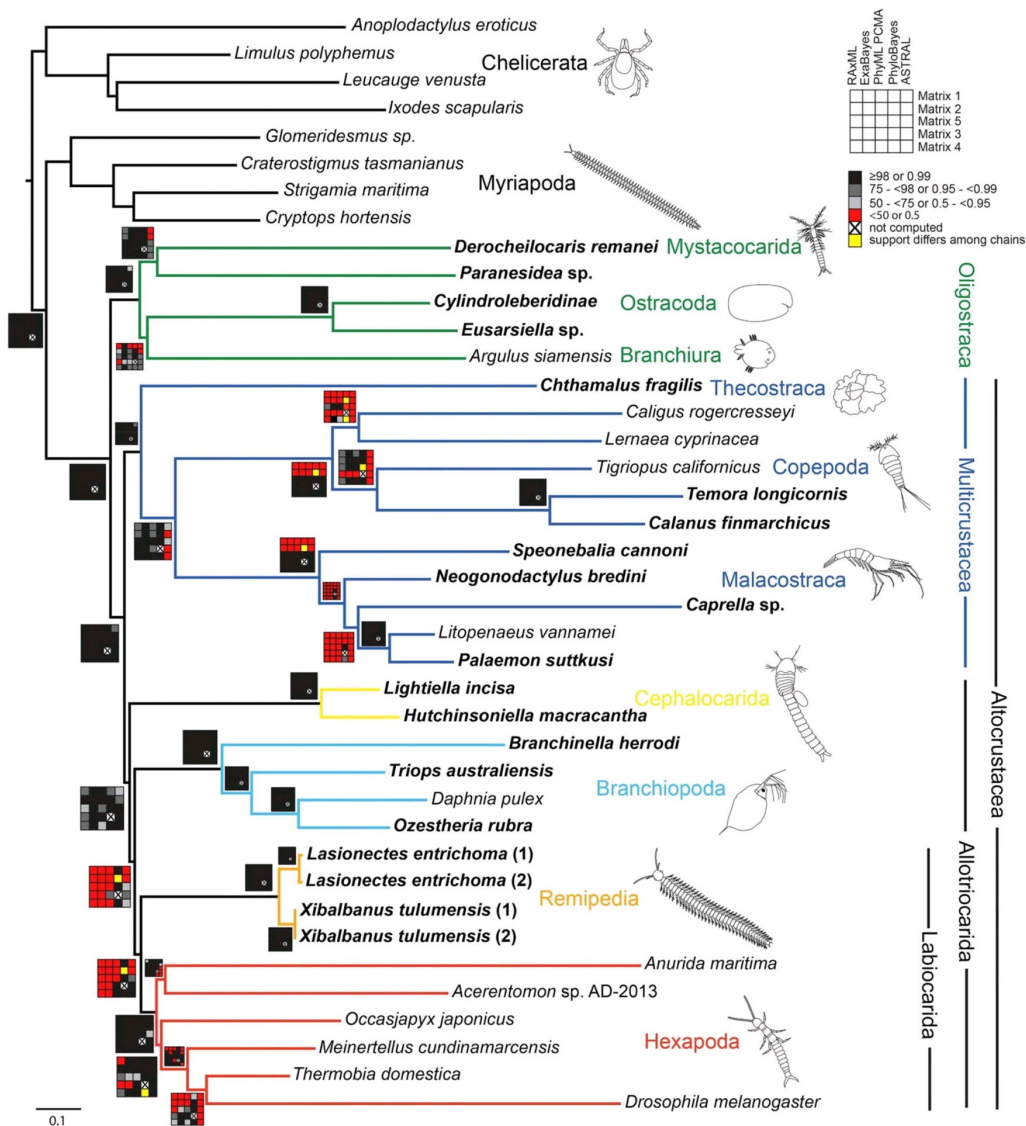 Anoplodactylus eroticus
Limulus polyphemus
Chelicerata
Leucauge venusta
Ixodes scapularis
RAxML
ExaBayes
PhyML PCMA
PhyloBayes
ASTRAL
Matrix 1
Matrix 2
Matrix 5
Matrix 3
Matrix 4
≥98 or 0.99
75 - <98 or 0.95 - <0.99
50 - <75 or 0.5 - <0.95
<50 or 0.5
not computed
support differs among chains
Glomeridesmus sp.
Craterostigmus tasmanianus
Strigamia maritima
Myriapoda
Cryptops hortensis
Derocheilocaris remanei
Mystacocarida
Paranesidea sp.
Cylindroleberidinae
Ostracoda
Eusarsiella sp.
Argulus siamensis
Branchiura
Oligostraca
Chthamalus fragilis
Thecostraca
Caligus rogercresseyi
Lernaea cyprinacea
Tigriopus californicus
Copepoda
Temora longicornis
Calanus finmarchicus
Speonebalia cannoni
Neogonodactylus bredini
Malacostraca
Caprella sp.
Litopenaeus vannamei
Palaemon suttkusi
Multicrustacea
Lightiella incisa
Cephalocarida
Hutchinsoniella macracantha
Branchinella herrodi
Triops australiensis
Branchiopoda
Daphnia pulex
Ozestheria rubra
Altocrustacea
Lasionectes entrichoma (1)
Lasionectes entrichoma (2)
Remipedia
Xibalbanus tulumensis (1)
Xibalbanus tulumensis (2)
Allotriocarida
Labiocarida
Anurida maritima
Acerentomon sp. AD-2013
Occasjapyx japonicus
Hexapoda
Meinertellus cundinamarcensis
Thermobia domestica
Drosophila melanogaster
0.1